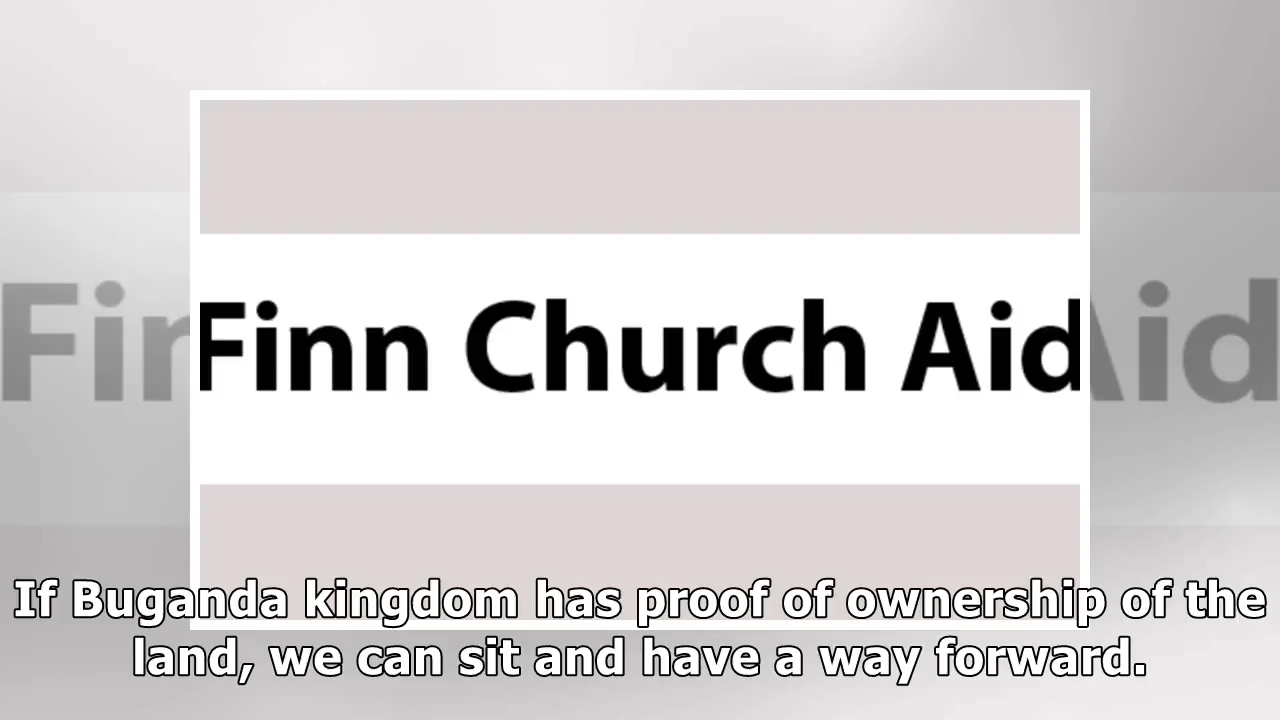 Finn Church Aid
If Buganda kingdom has proof of ownership of the
land, we can sit and have a way forward.